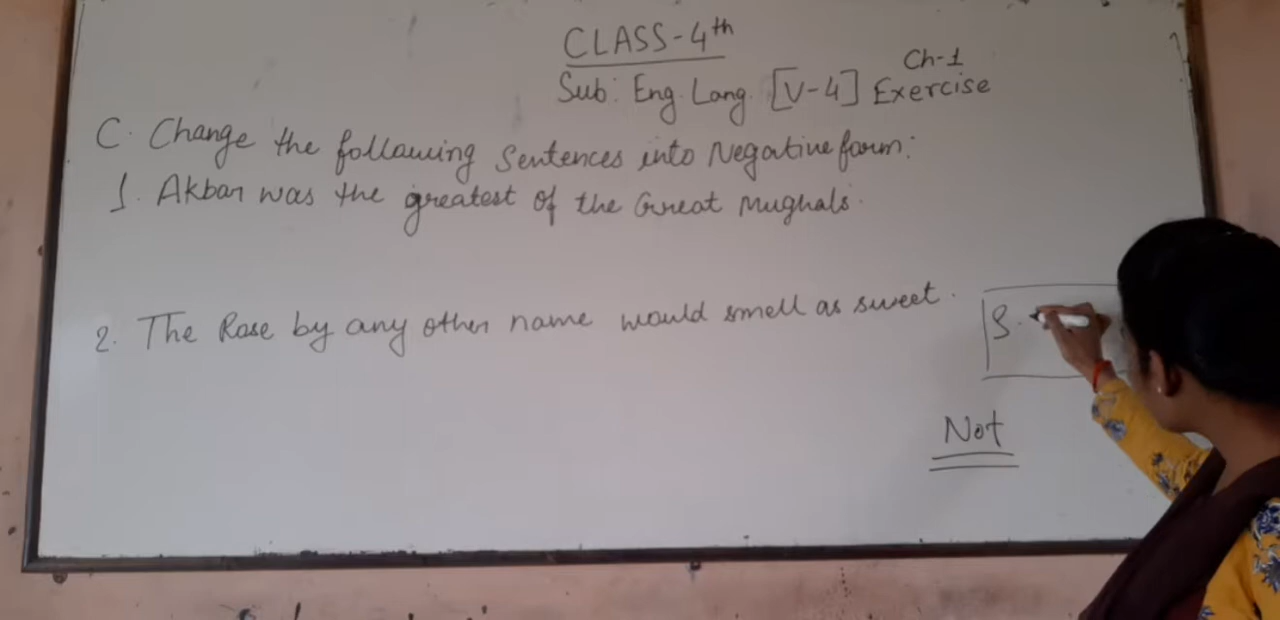 CLASS-4th
Sub: Eng. Lang. [V-4] Ch-1 Exercise
C. Change the following Sentences into Negative form:
1. Akbar was the greatest of the Great Mughals.
2. The Rose by any other name would smell as sweet.
S.
Not